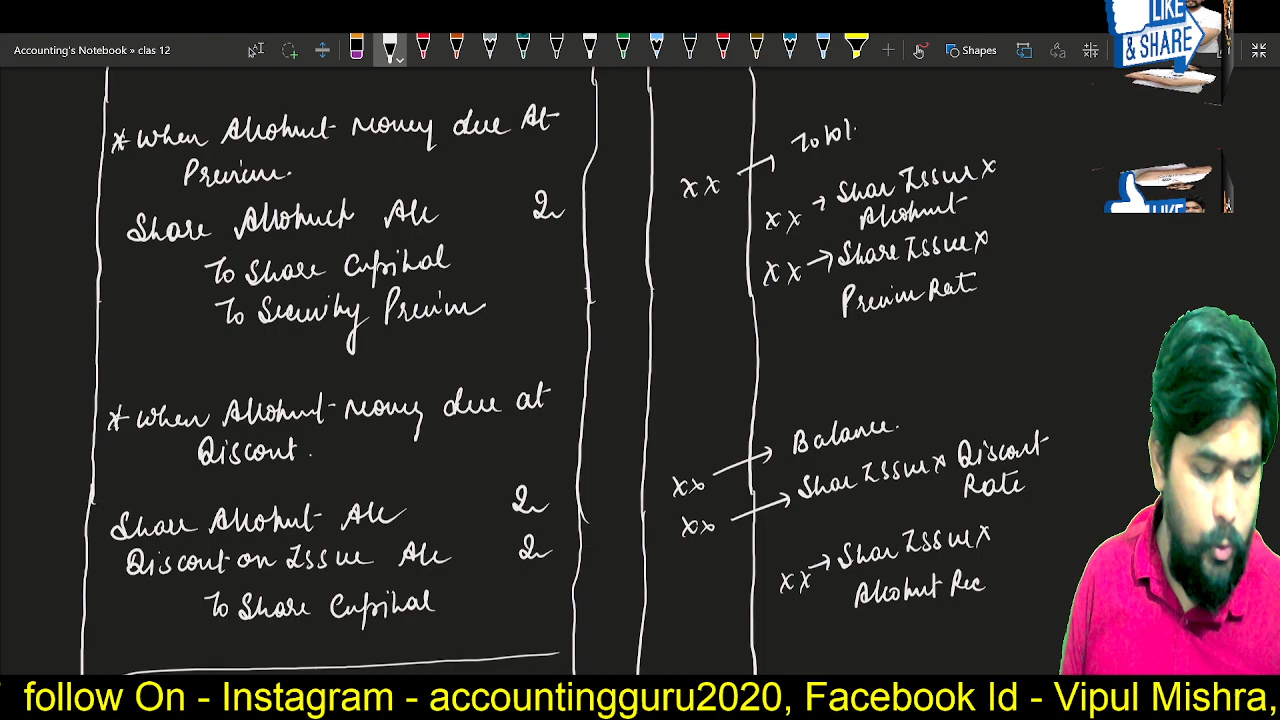 LIKE
& SHARE
Accounting's Notebook » clas 12
Shapes
* When Allotment Money due At
Premium.
Total.
xx
Share Issue x
Allotment
xx
Share Allotment A/c Dr
To Share Capital
To Security Premium
xx
Share Issue x
Premium Rate
* When Allotment Money due at
Discount.
Balance.
xx
Share Issue x Discount
Rate
xx
Share Allotment A/c Dr
Discount on Issue A/c Dr
To Share Capital
xx
Share Issue x
Allotment Rec
follow On - Instagram - accountingguru2020, Facebook Id - Vipul Mishra,